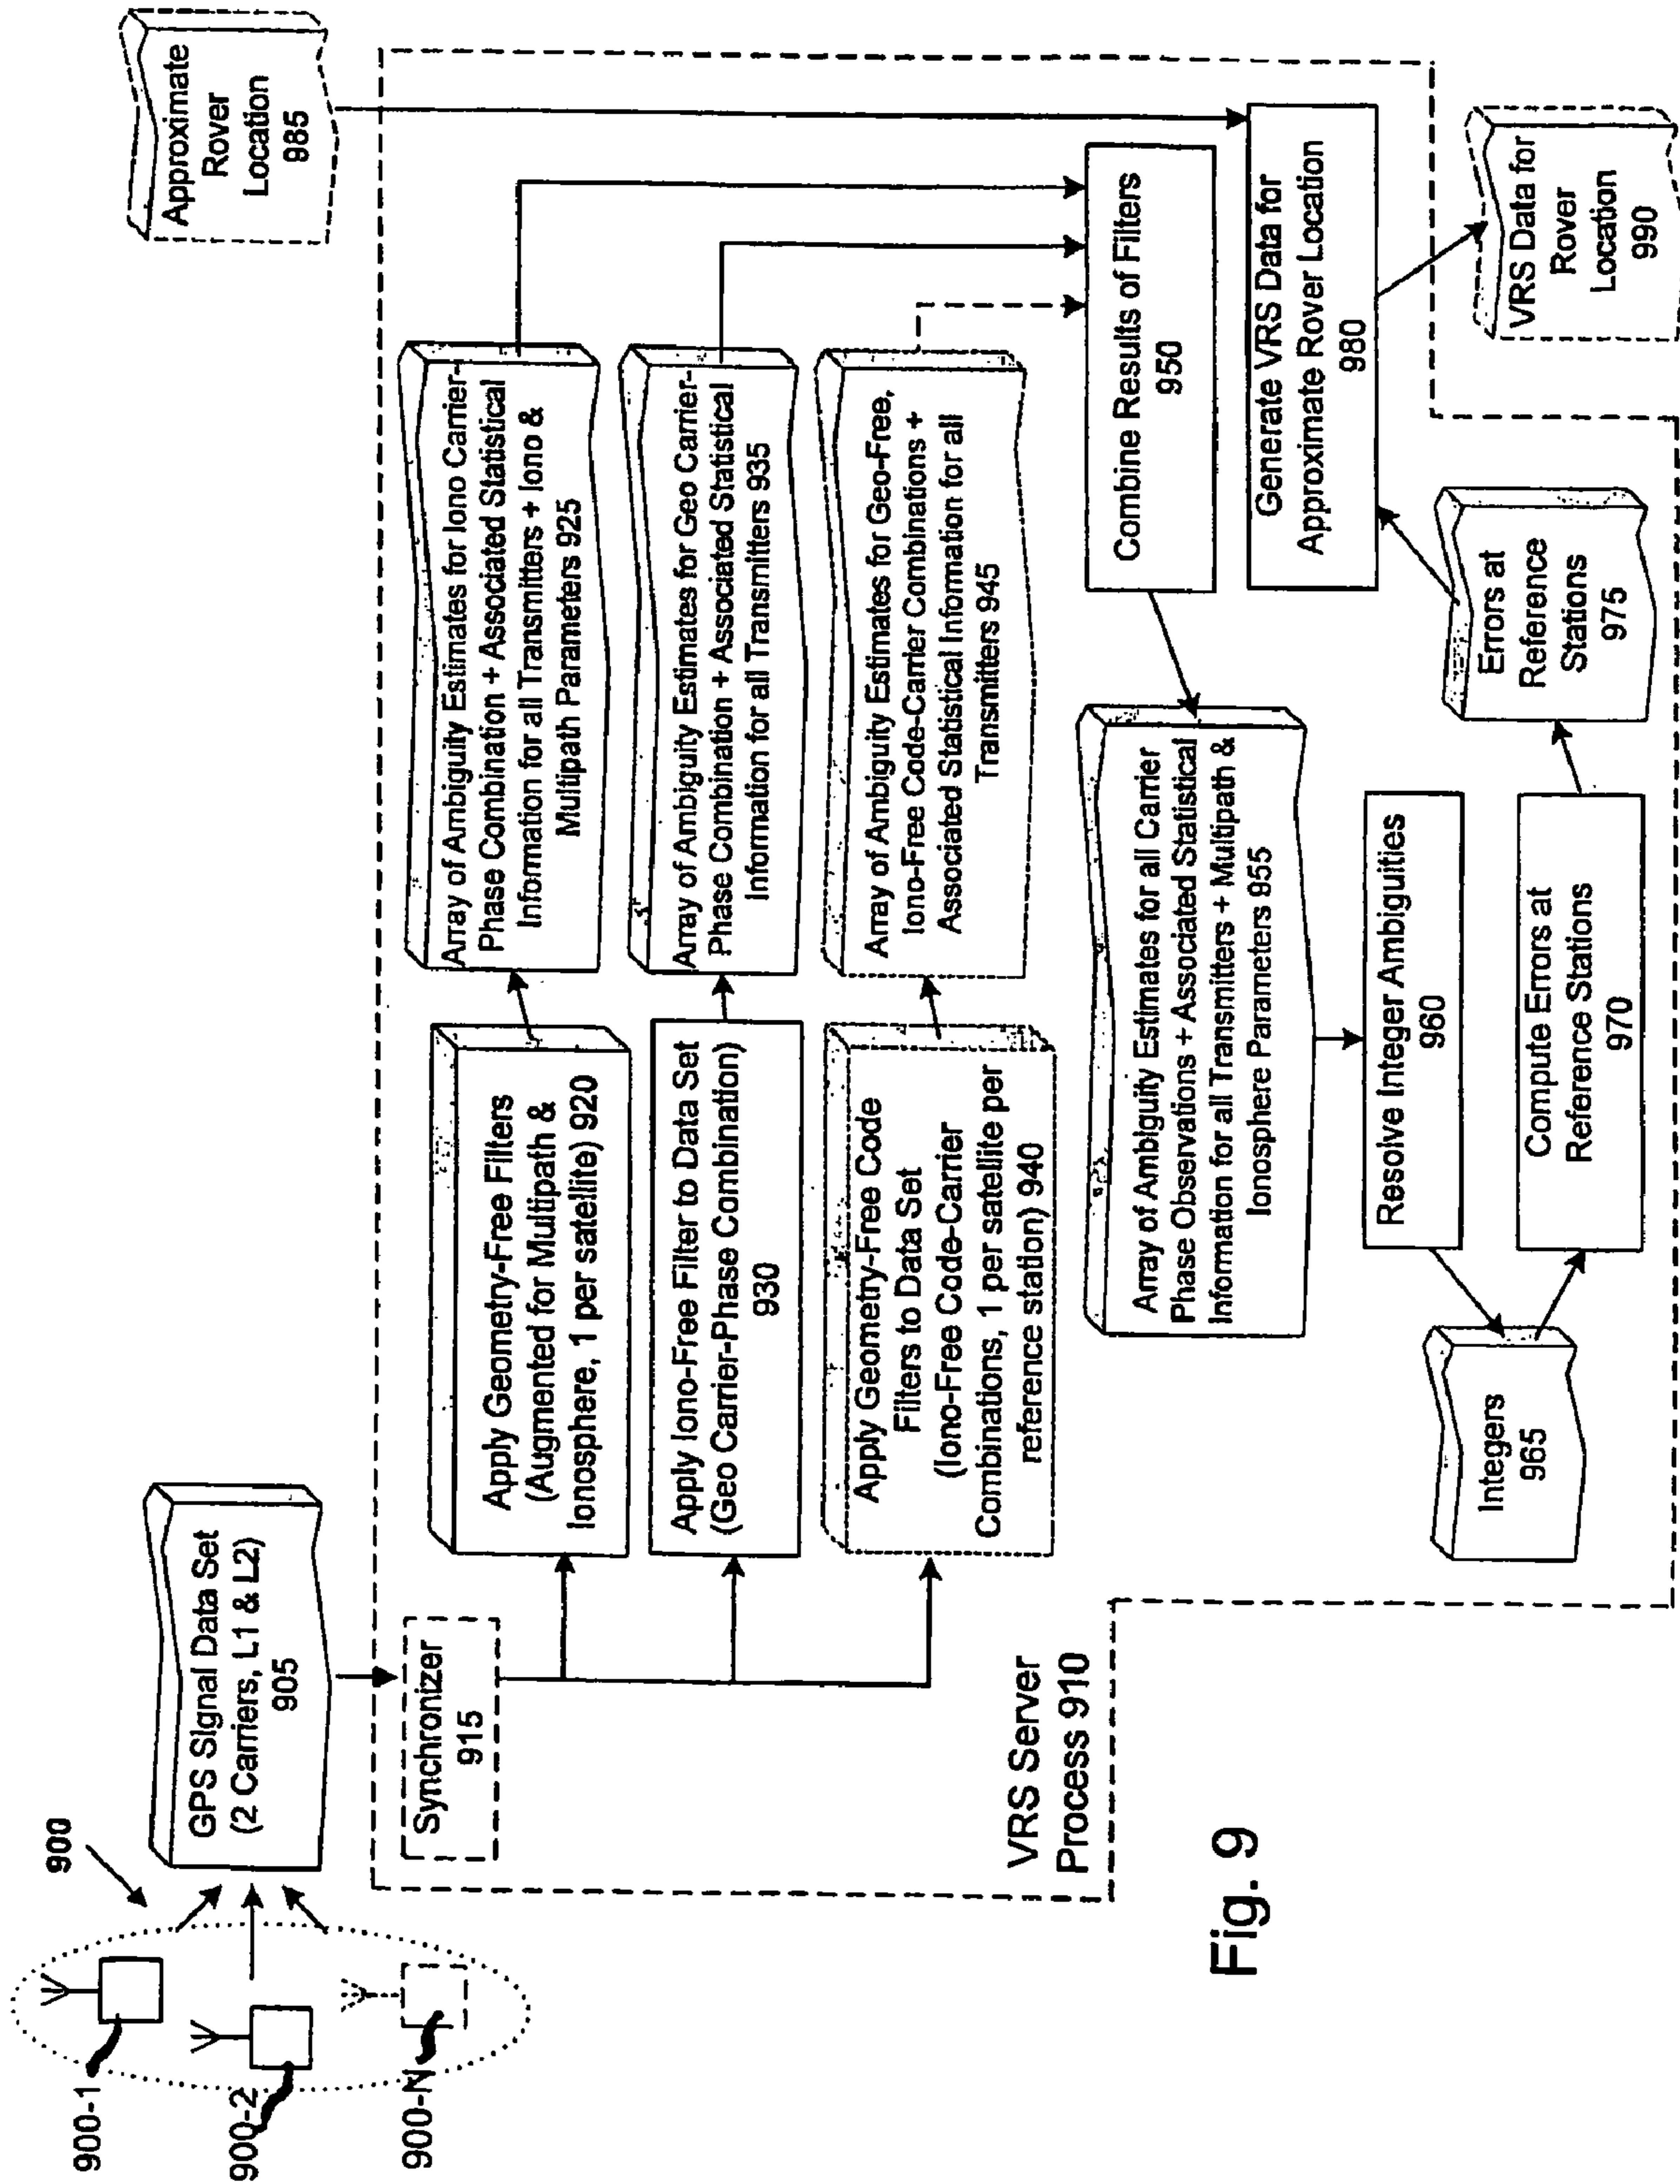 900-1
900-2
900-N
900
GPS Signal Data Set
(2 Carriers, L1 & L2)
905
Approximate
Rover
Location
985
Synchronizer
915
Apply Geometry-Free Filters
(Augmented for Multipath &
Ionosphere, 1 per satellite) 920
Array of Ambiguity Estimates for Iono Carrier-
Phase Combination + Associated Statistical
Information for all Transmitters + Iono &
Multipath Parameters 925
Apply Iono-Free Filter to Data Set
(Geo Carrier-Phase Combination)
930
Array of Ambiguity Estimates for Geo Carrier-
Phase Combination + Associated Statistical
Information for all Transmitters 935
Apply Geometry-Free Code
Filters to Data Set
(Iono-Free Code-Carrier
Combinations, 1 per satellite per
reference station) 940
Array of Ambiguity Estimates for Geo-Free,
Iono-Free Code-Carrier Combinations +
Associated Statistical Information for all
Transmitters 945
Combine Results of Filters
950
Array of Ambiguity Estimates for all Carrier
Phase Observations + Associated Statistical
Information for all Transmitters + Multipath &
Ionosphere Parameters 955
Resolve Integer Ambiguities
960
Integers
965
Compute Errors at
Reference Stations
970
Errors at
Reference
Stations
975
Generate VRS Data for
Approximate Rover Location
980
VRS Data for
Rover
Location
990
VRS Server
Process 910
Fig. 9